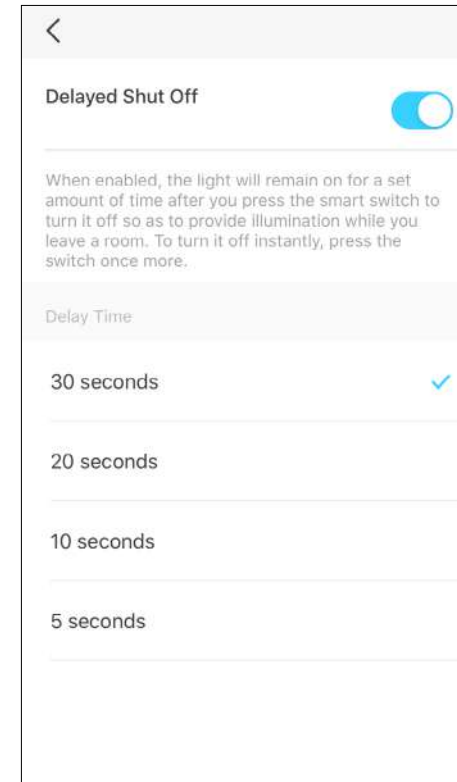 Delayed Shut Off
When enabled, the light will remain on for a set
amount of time after you press the smart switch to
turn it off so as to provide illumination while you
leave a room. To turn it off instantly, press the
switch once more.
Delay Time
30 seconds
20 seconds
10 seconds
5 seconds